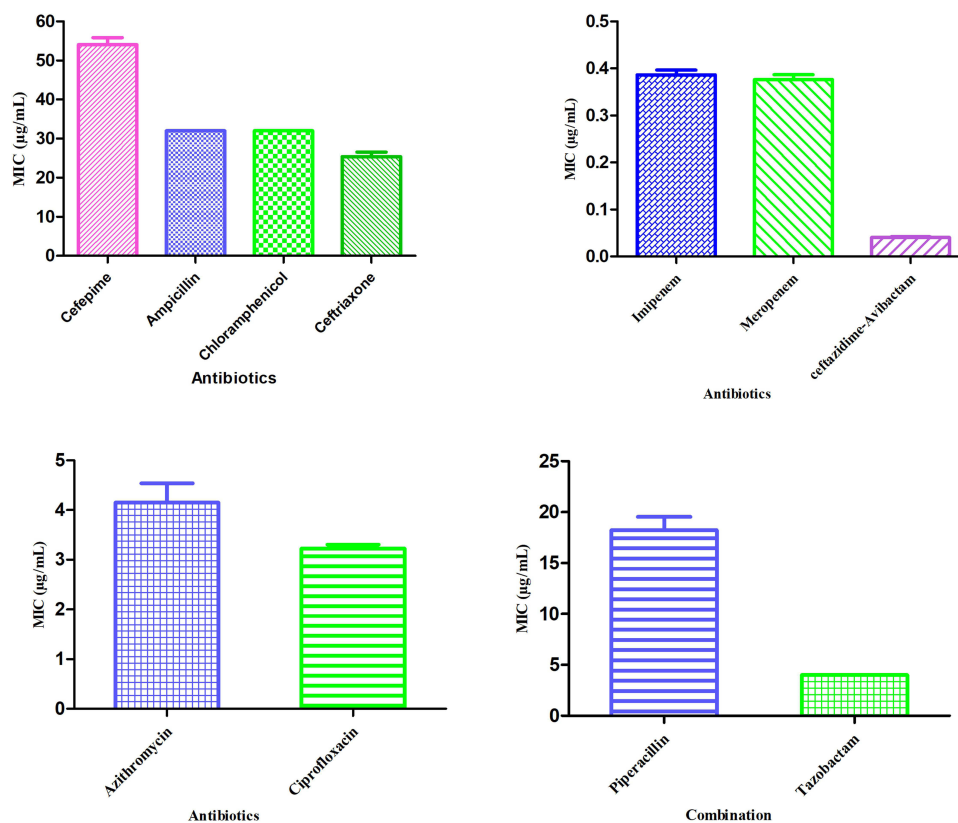 60
50
40
30
20
10
0
MIC (µg/mL)
Cefepime
Ampicillin
Chloramphenicol
Ceftriaxone
Antibiotics
0.5
0.4
0.3
0.2
0.1
0.0
MIC (µg/mL)
Imipenem
Meropenem
ceftazidime-Avibactam
Antibiotics
5
4
3
2
1
0
MIC (µg/mL)
Azithromycin
Ciprofloxacin
Antibiotics
25
20
15
10
5
0
MIC (µg/mL)
Piperacillin
Tazobactam
Combination